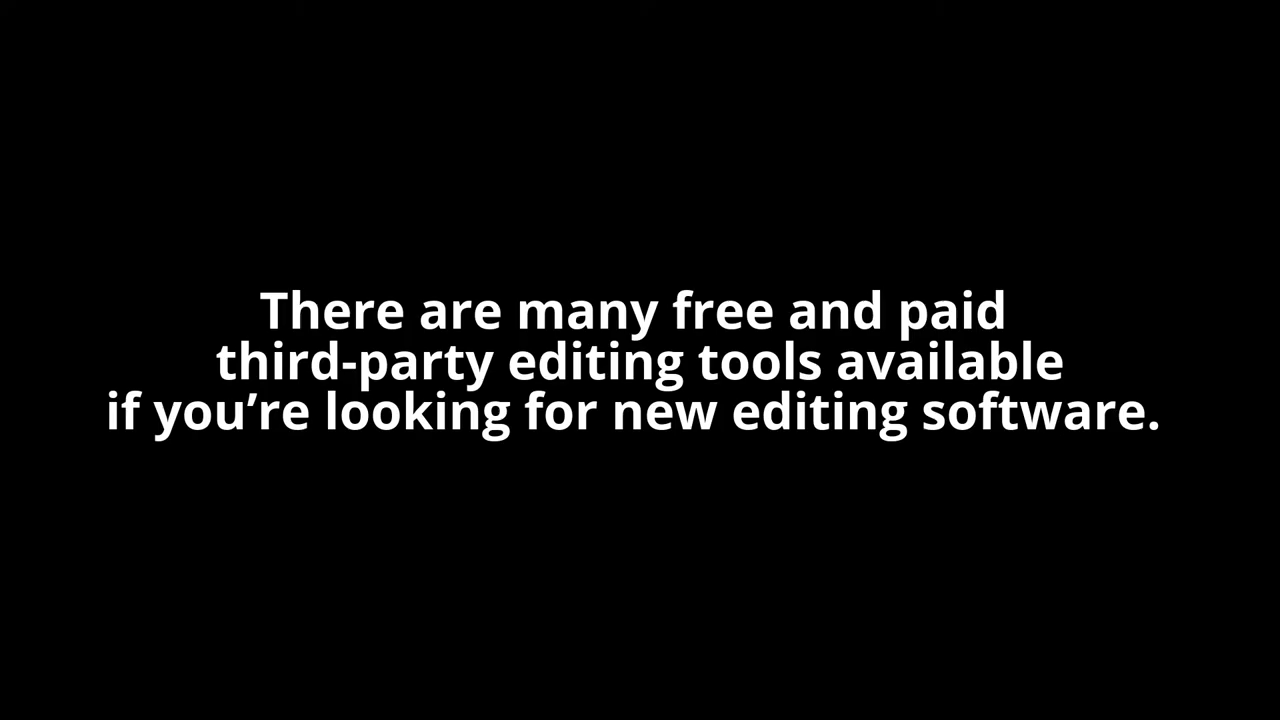 There are many free and paid
third-party editing tools available
if you’re looking for new editing software.